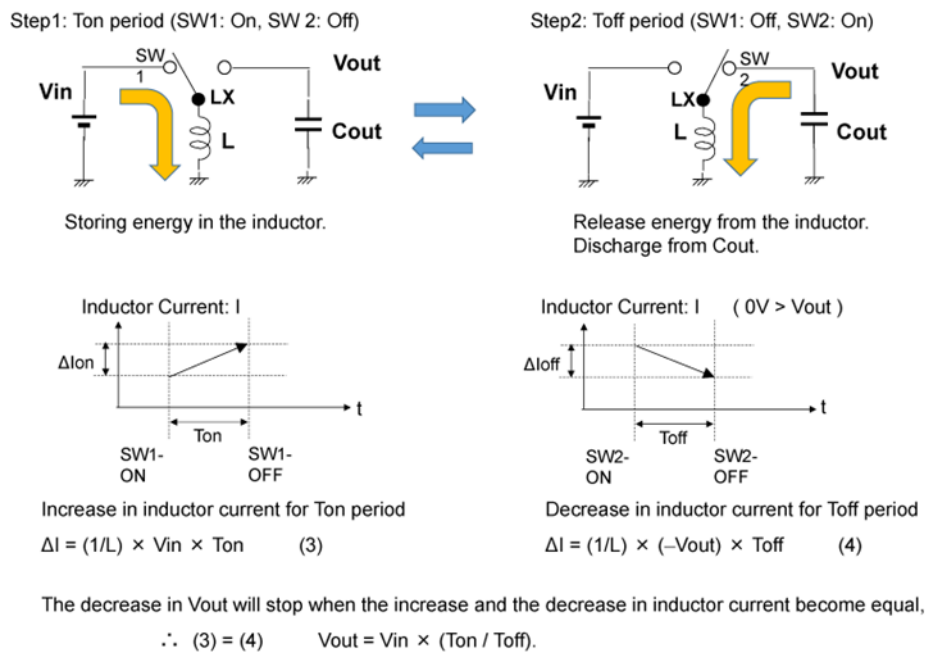 Step1: Ton period (SW1: On, SW 2: Off)
Step2: Toff period (SW1: Off, SW2: On)
SW
1
Vin
LX
L
Vout
Cout
SW
2
Vin
LX
L
Vout
Cout
Storing energy in the inductor.
Release energy from the inductor.
Discharge from Cout.
Inductor Current: I
ΔIon
t
Ton
SW1-
ON
SW1-
OFF
Inductor Current: I ( 0V > Vout )
ΔIoff
t
Toff
SW2-
ON
SW2-
OFF
Increase in inductor current for Ton period
ΔI = (1/L) × Vin × Ton (3)
Decrease in inductor current for Toff period
ΔI = (1/L) × (–Vout) × Toff (4)
The decrease in Vout will stop when the increase and the decrease in inductor current become equal,
∴ (3) = (4) Vout = Vin × (Ton / Toff).